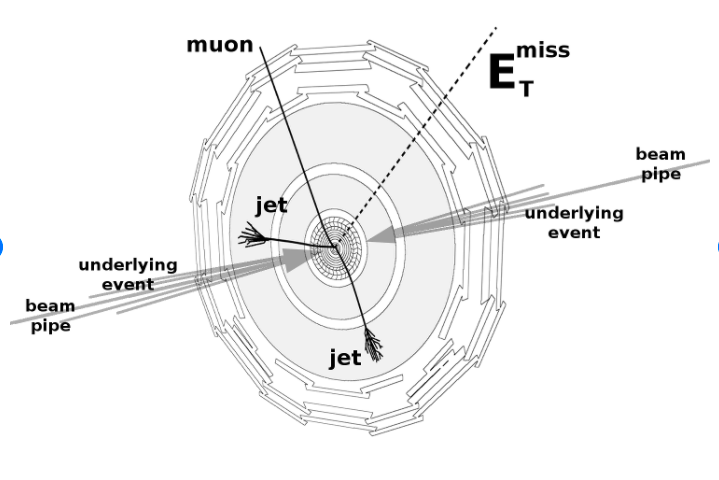 muon
E
miss
T
beam
pipe
jet
underlying
event
underlying
event
beam
pipe
jet